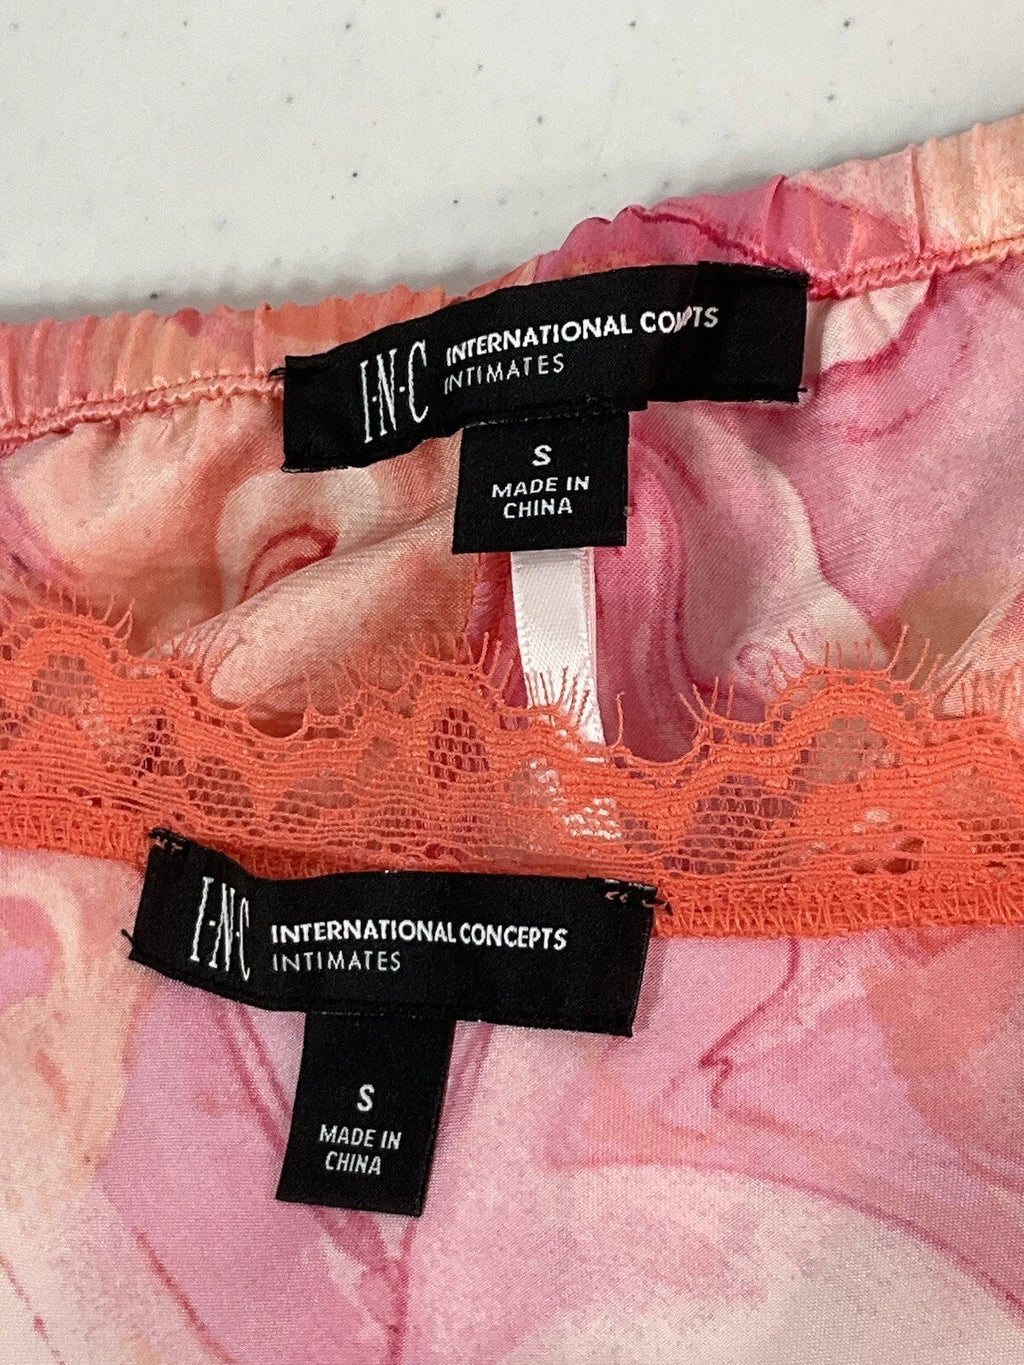 I·N·C INTERNATIONAL CONCEPTS
INTIMATES
S
MADE IN
CHINA
I·N·C INTERNATIONAL CONCEPTS
INTIMATES
S
MADE IN
CHINA